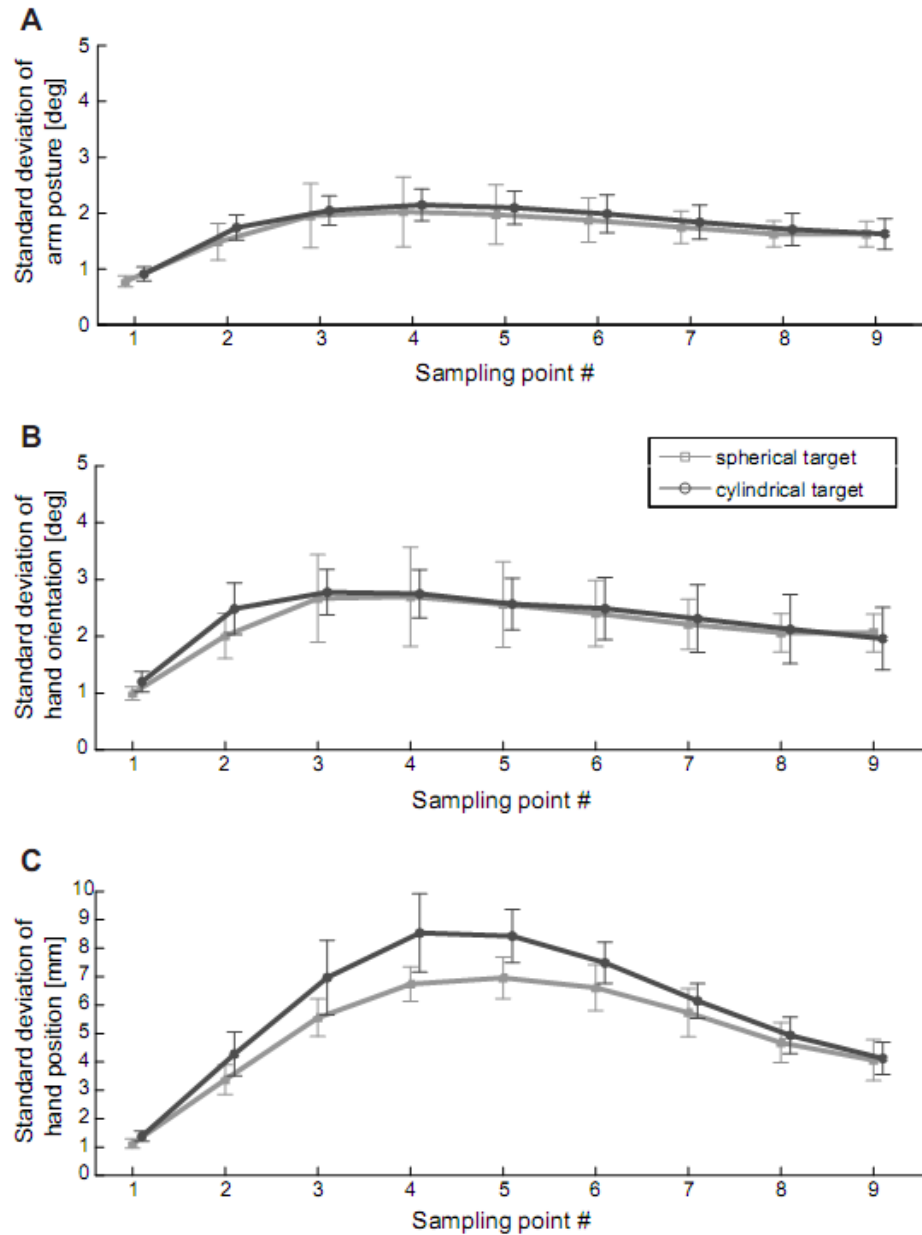 A
Standard deviation of
arm posture [deg]
5
4
3
2
1
0
1 2 3 4 5 6 7 8 9
Sampling point #
B
Standard deviation of
hand orientation [deg]
5
4
3
2
1
0
spherical target
cylindrical target
1 2 3 4 5 6 7 8 9
Sampling point #
C
Standard deviation of
hand position [mm]
10
9
8
7
6
5
4
3
2
1
0
1 2 3 4 5 6 7 8 9
Sampling point #